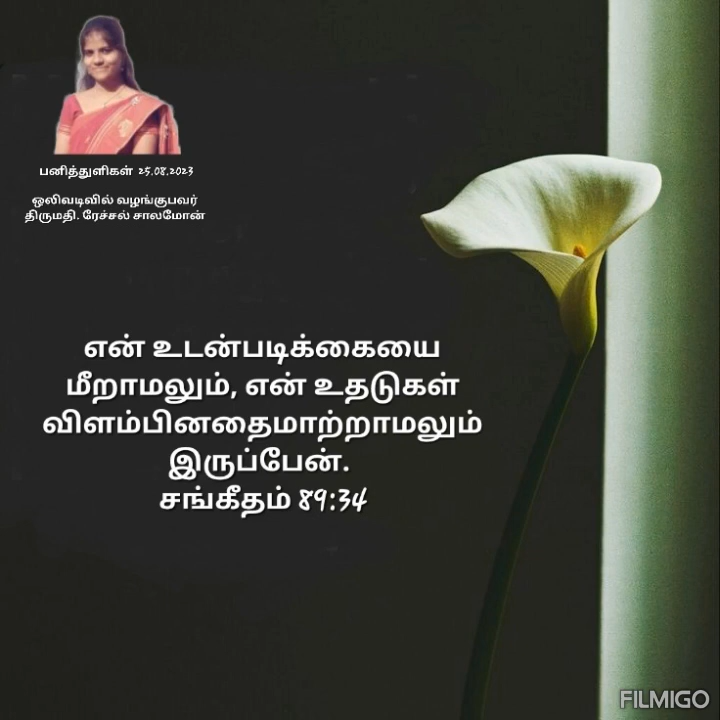 பனித்துளிகள் 25.08.2023
ஒலிவடிவில் வழங்குபவர்
திருமதி. ரேச்சல் சாலமோன்
என் உடன்படிக்கையை
மீறாமலும், என் உதடுகள்
விளம்பினதைமாற்றாமலும்
இருப்பேன்.
சங்கீதம் 89:34
FILMIGO